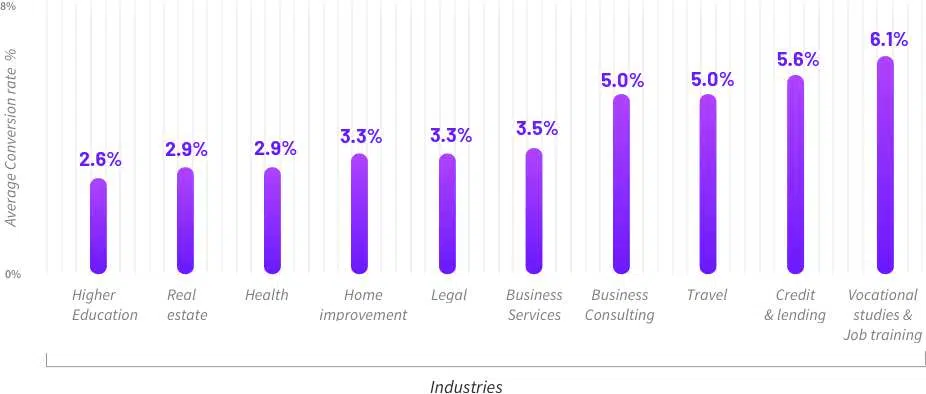 8%
Average Conversion rate %
6.1%
5.6%
5.0%
5.0%
3.5%
3.3%
3.3%
2.9%
2.9%
2.6%
0%
Higher
Education
Real
estate
Health
Home
improvement
Legal
Business
Services
Business
Consulting
Travel
Credit
& lending
Vocational
studies &
Job training
Industries